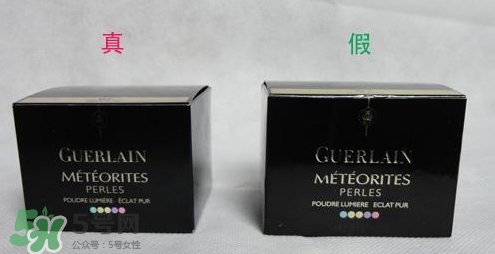 真
假
GUERLAIN
MÉTÉORITES
PERLES
POUDRE LUMIÈRE ÉCLAT PUR
GUERLAIN
MÉTÉORITES
PERLES
POUDRE LUMIÈRE ÉCLAT PUR
5号网
公众号：5号女性